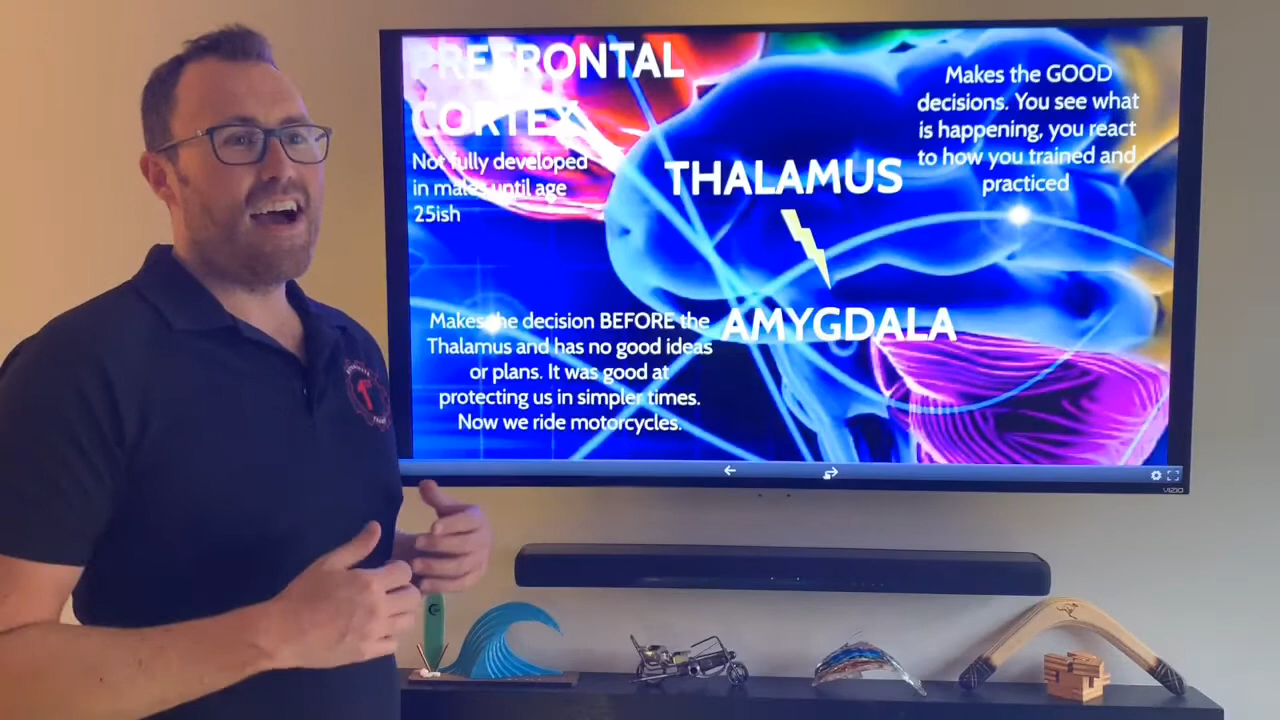 PREFRONTAL
CORTEX
Not fully developed
in males until age
25ish
Makes the GOOD
decisions. You see what
is happening, you react
to how you trained and
practiced
THALAMUS
AMYGDALA
Makes the decision BEFORE the
Thalamus and has no good ideas
or plans. It was good at
protecting us in simpler times.
Now we ride motorcycles.
VIZIO